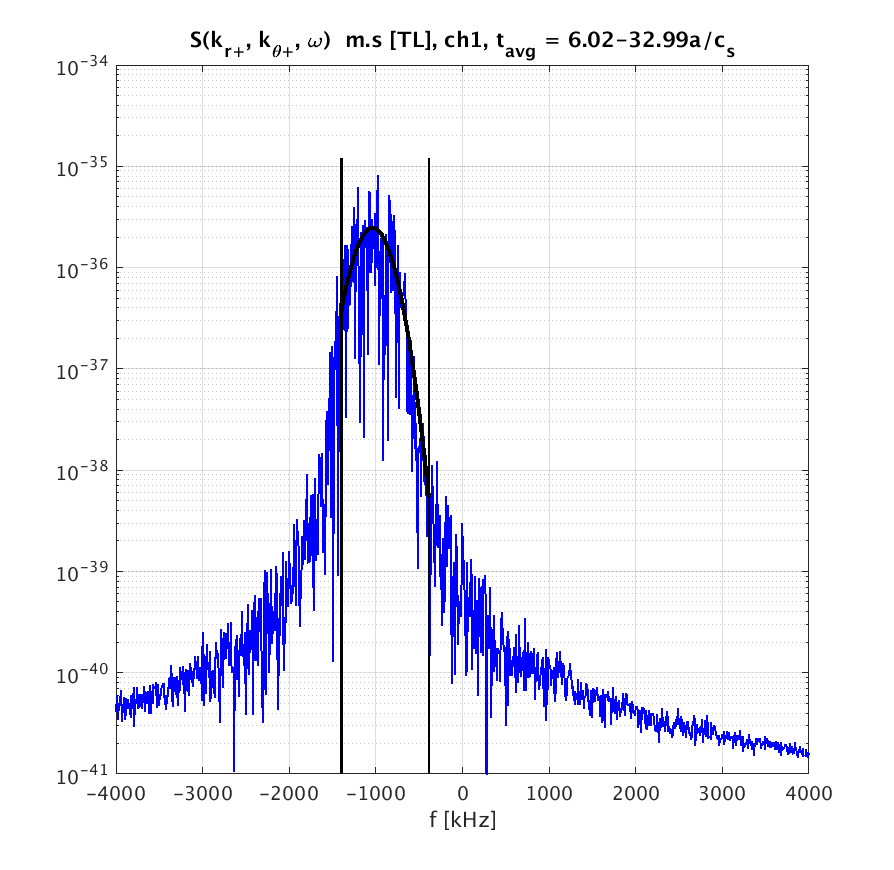 S(k_{r+}, k_{θ+}, ω)  m.s [TL], ch1, t_{avg} = 6.02-32.99a/c_s
10^{-34}
10^{-35}
10^{-36}
10^{-37}
10^{-38}
10^{-39}
10^{-40}
10^{-41}
-4000 -3000 -2000 -1000 0 1000 2000 3000 4000
f [kHz]